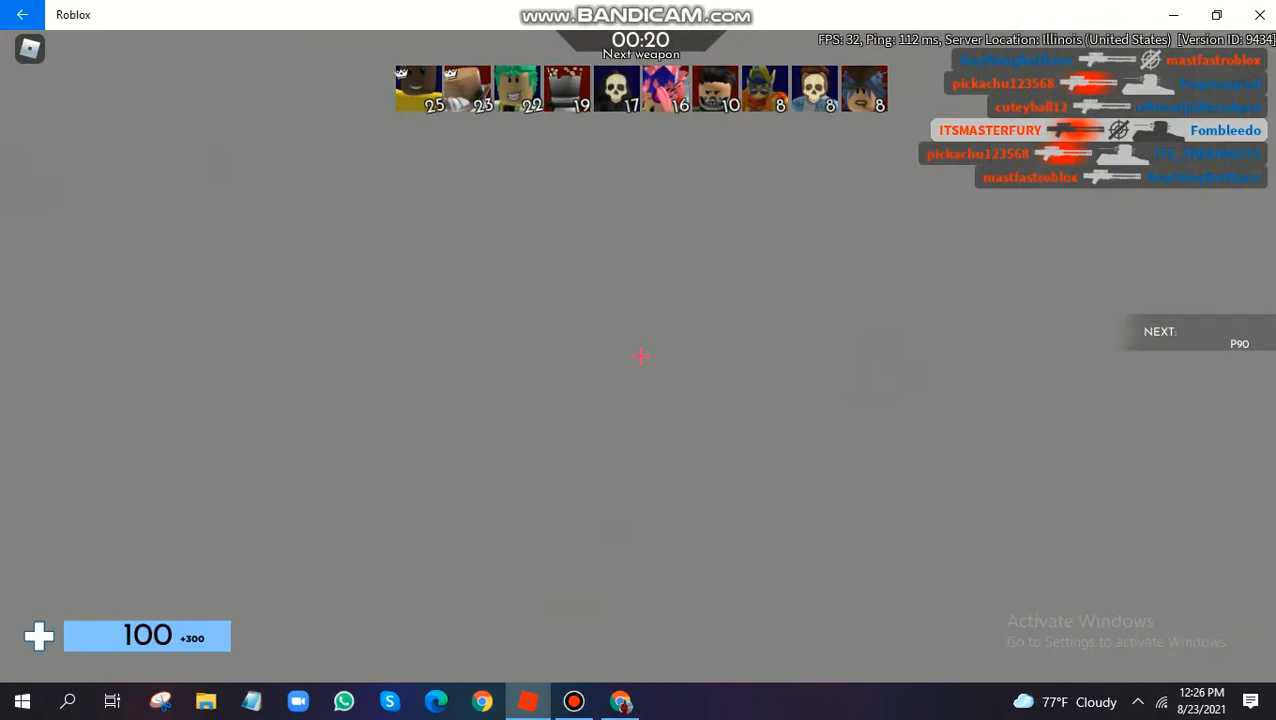 Roblox
www.BANDICAM.com
00:20
Next weapon
FPS: 32, Ping: 112 ms, Server Location: Illinois (United States) [Version ID: 9434]
25 23 22 19 17 16 10 8 8 8
mastfastroblox
pickachu123568
cuteyball12
ITSMASTERFURY Fombleedo
pickachu123568
mastfastroblox
NEXT:
P90
100 +300
Activate Windows
Go to Settings to activate Windows.
77°F Cloudy
12:26 PM
8/23/2021